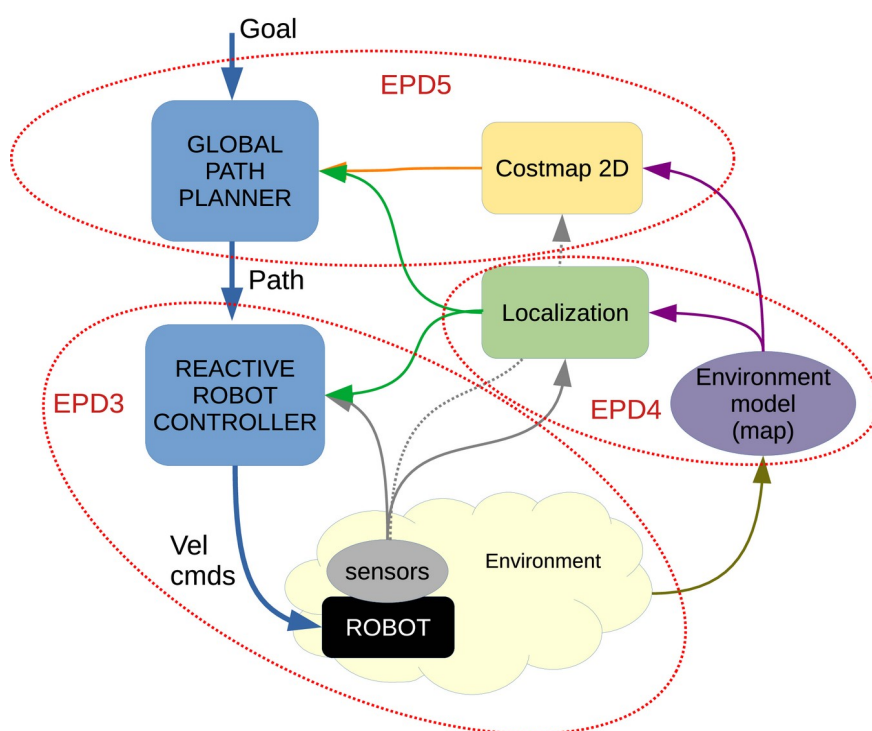 Goal
EPD5
GLOBAL
PATH
PLANNER
Costmap 2D
Path
Localization
REACTIVE
ROBOT
CONTROLLER
EPD3
EPD4
Environment
model
(map)
Vel
cmds
sensors
Environment
ROBOT